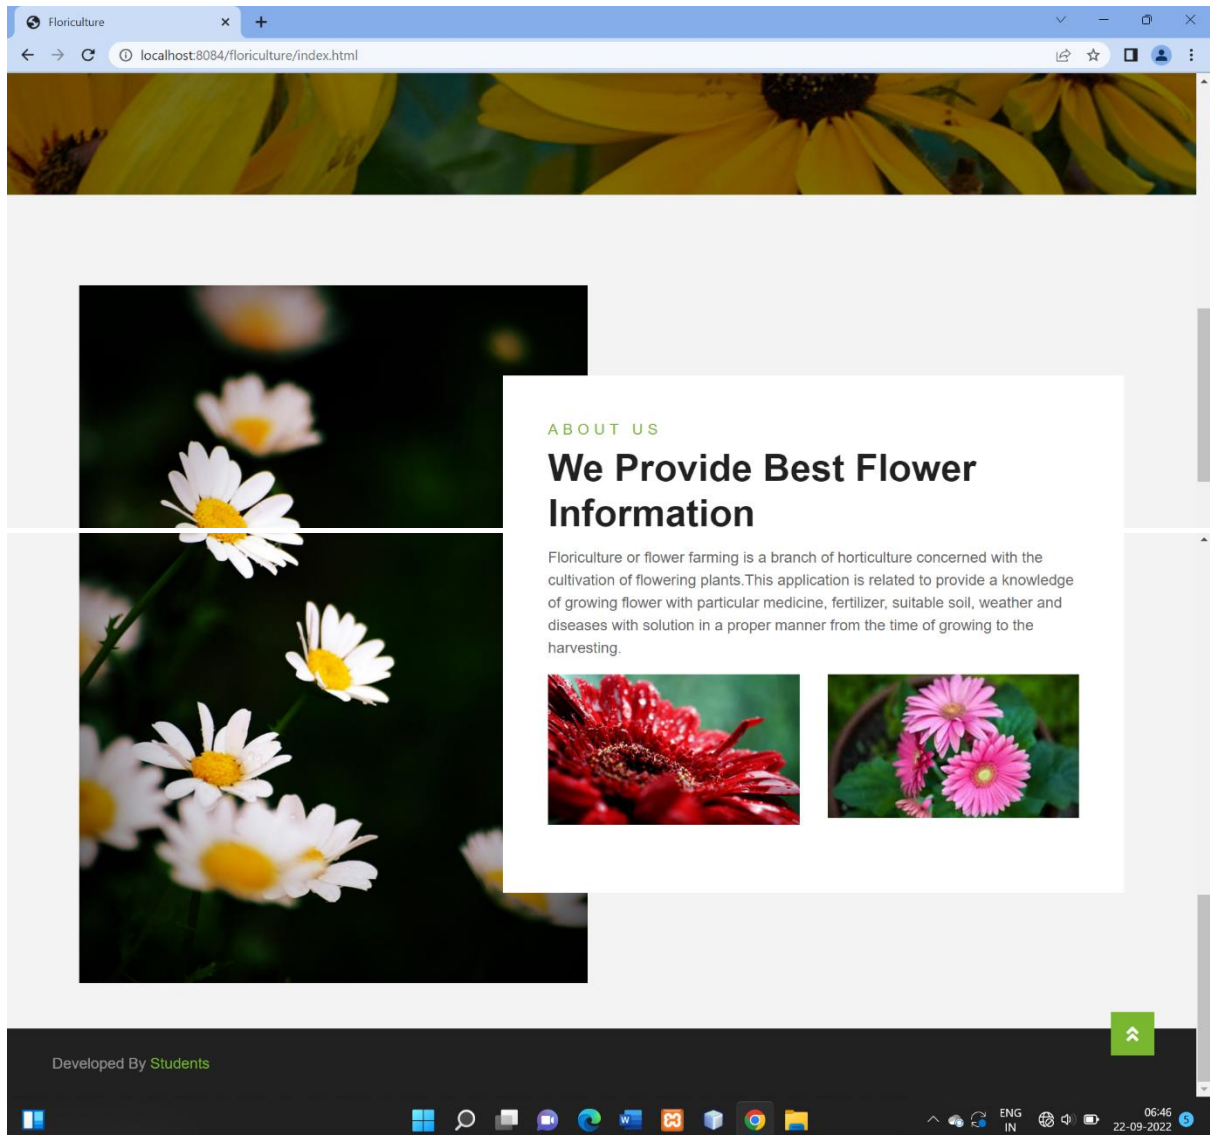 Floriculture
localhost:8084/floriculture/index.html
ABOUT US
We Provide Best Flower
Information
Floriculture or flower farming is a branch of horticulture concerned with the
cultivation of flowering plants.This application is related to provide a knowledge
of growing flower with particular medicine, fertilizer, suitable soil, weather and
diseases with solution in a proper manner from the time of growing to the
harvesting.
Developed By Students
ENG
IN
06:46
22-09-2022
5